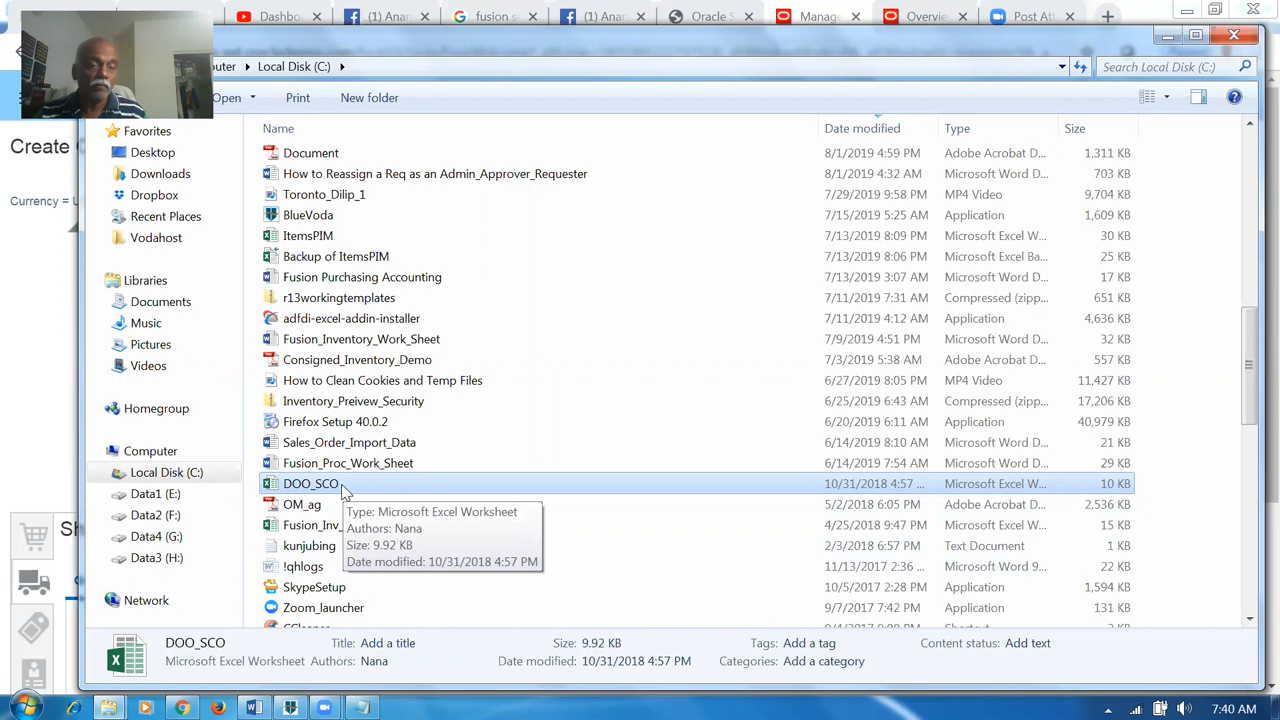 Dashbo
(1) Anan
fusion so
(1) Anan
Oracle S
Manage
Overview
Post Att
puter
Local Disk (C:)
Search Local Disk (C:)
Open
Print
New folder
Create
Currency = U
Favorites
Desktop
Downloads
Dropbox
Recent Places
Vodahost
Libraries
Documents
Music
Pictures
Videos
Homegroup
Computer
Local Disk (C:)
Data1 (E:)
Data2 (F:)
Data4 (G:)
Data3 (H:)
Network
Name Date modified Type Size
Document 8/1/2019 4:59 PM Adobe Acrobat D... 1,311 KB
How to Reassign a Req as an Admin_Approver_Requester 8/1/2019 4:32 AM Microsoft Word D... 703 KB
Toronto_Dilip_1 7/29/2019 9:58 PM MP4 Video 9,704 KB
BlueVoda 7/15/2019 5:25 AM Application 1,609 KB
ItemsPIM 7/13/2019 8:09 PM Microsoft Excel W... 30 KB
Backup of ItemsPIM 7/13/2019 8:06 PM Microsoft Excel Ba... 25 KB
Fusion Purchasing Accounting 7/13/2019 3:07 AM Microsoft Word D... 17 KB
r13workingtemplates 7/11/2019 7:31 AM Compressed (zipp... 651 KB
adfdi-excel-addin-installer 7/11/2019 4:12 AM Application 4,636 KB
Fusion_Inventory_Work_Sheet 7/9/2019 4:51 PM Microsoft Word D... 32 KB
Consigned_Inventory_Demo 7/3/2019 5:38 AM Adobe Acrobat D... 557 KB
How to Clean Cookies and Temp Files 6/27/2019 8:05 PM MP4 Video 11,427 KB
Inventory_Preivew_Security 6/25/2019 6:43 AM Compressed (zipp... 17,206 KB
Firefox Setup 40.0.2 6/20/2019 6:11 AM Application 40,979 KB
Sales_Order_Import_Data 6/14/2019 8:10 AM Microsoft Word D... 21 KB
Fusion_Proc_Work_Sheet 6/14/2019 7:54 AM Microsoft Word D... 29 KB
DOO_SCO 10/31/2018 4:57 ... Microsoft Excel W... 10 KB
OM_ag 5/2/2018 6:05 PM Adobe Acrobat D... 2,536 KB
Fusion_Inv_ 4/25/2018 9:47 PM Microsoft Excel W... 15 KB
kunjubing 2/3/2018 6:57 PM Text Document 1 KB
!qhlogs 11/13/2017 2:36 ... Microsoft Word D... 1 KB
SkypeSetup 10/5/2017 2:28 PM Application 1,594 KB
Zoom_launcher 9/7/2017 7:42 PM Application 131 KB
Type: Microsoft Excel Worksheet
Authors: Nana
Size: 9.92 KB
Date modified: 10/31/2018 4:57 PM
Sh
DOO_SCO Title: Add a title Size: 9.92 KB Tags: Add a tag Content status: Add text
Microsoft Excel Worksheet Authors: Nana Date modified: 10/31/2018 4:57 PM Categories: Add a category
7:40 AM